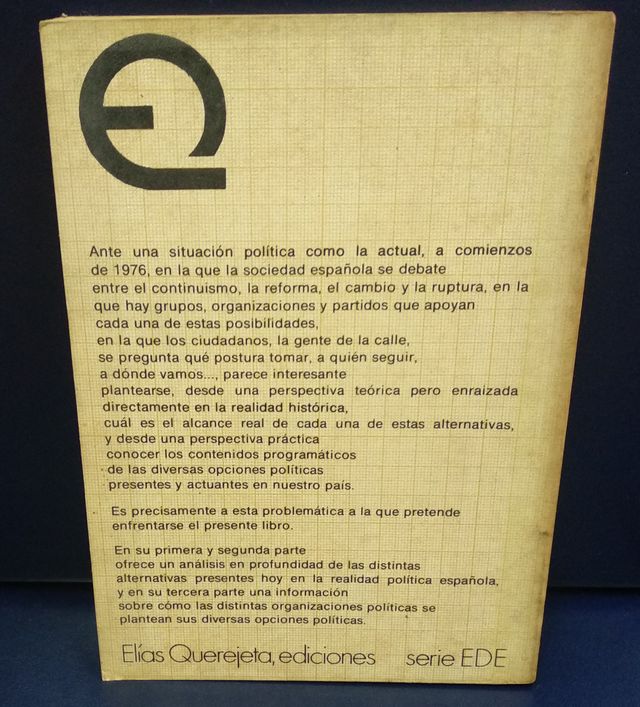 EQ
Ante una situación política como la actual, a comienzos
de 1976, en la que la sociedad española se debate
entre el continuismo, la reforma, el cambio y la ruptura, en la
que hay grupos, organizaciones y partidos que apoyan
cada una de estas posibilidades,
en la que los ciudadanos, la gente de la calle,
se pregunta qué postura tomar, a quién seguir,
a dónde vamos..., parece interesante
plantearse, desde una perspectiva teórica pero enraizada
directamente en la realidad histórica,
cuál es el alcance real de cada una de estas alternativas,
y desde una perspectiva práctica
conocer los contenidos programáticos
de las diversas opciones políticas
presentes y actuantes en nuestro país.
Es precisamente a esta problemática a la que pretende
enfrentarse el presente libro.
En su primera y segunda parte
ofrece un análisis en profundidad de las distintas
alternativas presentes hoy en la realidad política española,
y en su tercera parte una información
sobre cómo las distintas organizaciones políticas se
plantean sus diversas opciones políticas.
Elías Querejeta, ediciones serie EDE